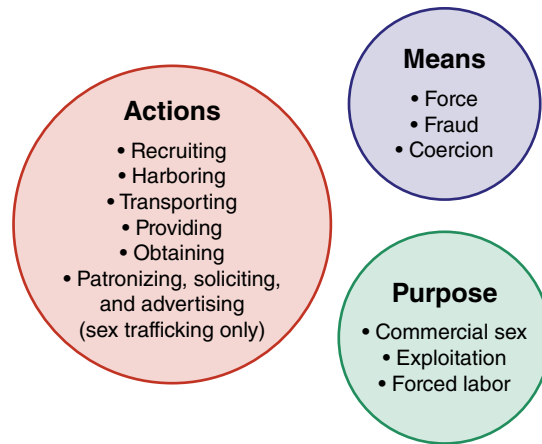 Actions
• Recruiting
• Harboring
• Transporting
• Providing
• Obtaining
• Patronizing, soliciting,
and advertising
(sex trafficking only)
Means
• Force
• Fraud
• Coercion
Purpose
• Commercial sex
• Exploitation
• Forced labor